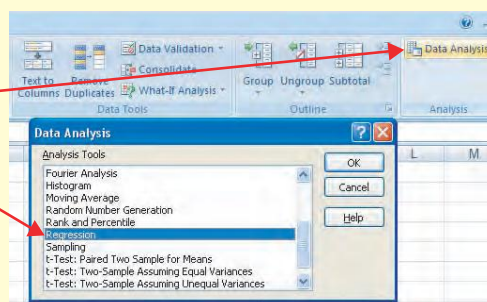 Data Validation
Consolidate
What-If Analysis
Text to Columns
Remove Duplicates
Data Tools
Group
Ungroup
Subtotal
Outline
Data Analysis
Analysis
Data Analysis
Analysis Tools
Fourier Analysis
Histogram
Moving Average
Random Number Generation
Rank and Percentile
Regression
Sampling
t-Test: Paired Two Sample for Means
t-Test: Two-Sample Assuming Equal Variances
t-Test: Two-Sample Assuming Unequal Variances
OK
Cancel
Help
L
M